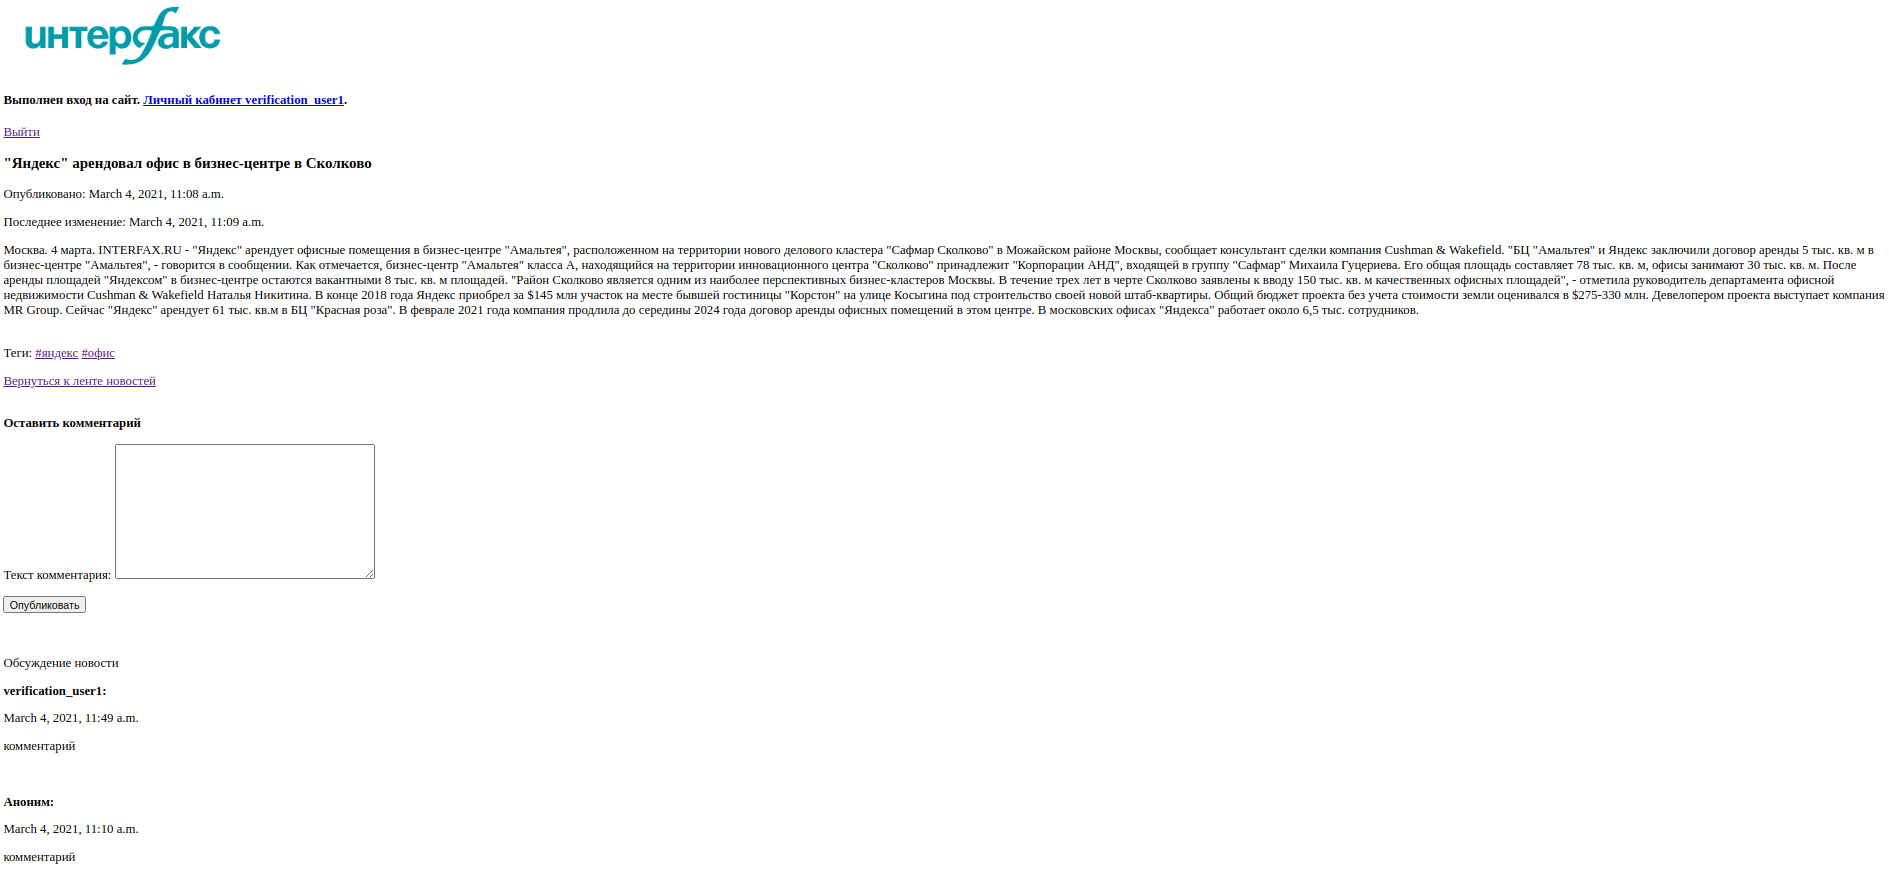 интерфакс
Выполнен вход на сайт. Личный кабинет verification_user1.
Выйти
"Яндекс" арендовал офис в бизнес-центре в Сколково
Опубликовано: March 4, 2021, 11:08 a.m.
Последнее изменение: March 4, 2021, 11:09 a.m.
Москва. 4 марта. INTERFAX.RU - "Яндекс" арендует офисные помещения в бизнес-центре "Амальтея", расположенном на территории нового делового кластера "Сафмар Сколково" в Можайском районе Москвы, сообщает консультант сделки компания Cushman & Wakefield. "БЦ "Амальтея" и Яндекс заключили договор аренды 5 тыс. кв. м в
бизнес-центре "Амальтея", - говорится в сообщении. Как отмечается, бизнес-центр "Амальтея" класса А, находящийся на территории инновационного центра "Сколково" принадлежит "Корпорации АНД", входящей в группу "Сафмар" Михаила Гуцериева. Его общая площадь составляет 78 тыс. кв. м, офисы занимают 30 тыс. кв. м. После
аренды площадей "Яндексом" в бизнес-центре остаются вакантными 8 тыс. кв. м площадей. "Район Сколково является одним из наиболее перспективных бизнес-кластеров Москвы. В течение трех лет в черте Сколково заявлены к вводу 150 тыс. кв. м качественных офисных площадей", - отметила руководитель департамента офисной
недвижимости Cushman & Wakefield Наталья Никитина. В конце 2018 года Яндекс приобрел за $145 млн участок на месте бывшей гостиницы "Корстон" на улице Косыгина под строительство своей новой штаб-квартиры. Общий бюджет проекта без учета стоимости земли оценивался в $275-330 млн. Девелопером проекта выступает компания
MR Group. Сейчас "Яндекс" арендует 61 тыс. кв.м в БЦ "Красная роза". В феврале 2021 года компания продлила до середины 2024 года договор аренды офисных помещений в этом центре. В московских офисах "Яндекса" работает около 6,5 тыс. сотрудников.
Теги: #яндекс #офис
Вернуться к ленте новостей
Оставить комментарий
Текст комментария:
Опубликовать
Обсуждение новости
verification_user1:
March 4, 2021, 11:49 a.m.
комментарий
Аноним:
March 4, 2021, 11:10 a.m.
комментарий